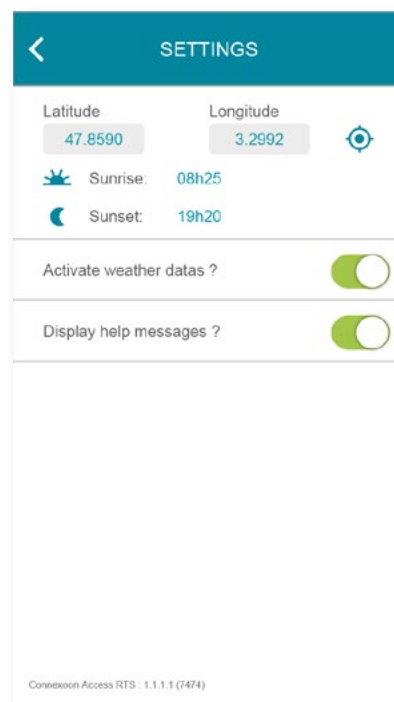 SETTINGS
Latitude Longitude
47.8590 3.2992
Sunrise: 08h25
Sunset: 19h20
Activate weather datas ?
Display help messages ?
Connexoon Access RTS : 1.1.1.1 (7474)